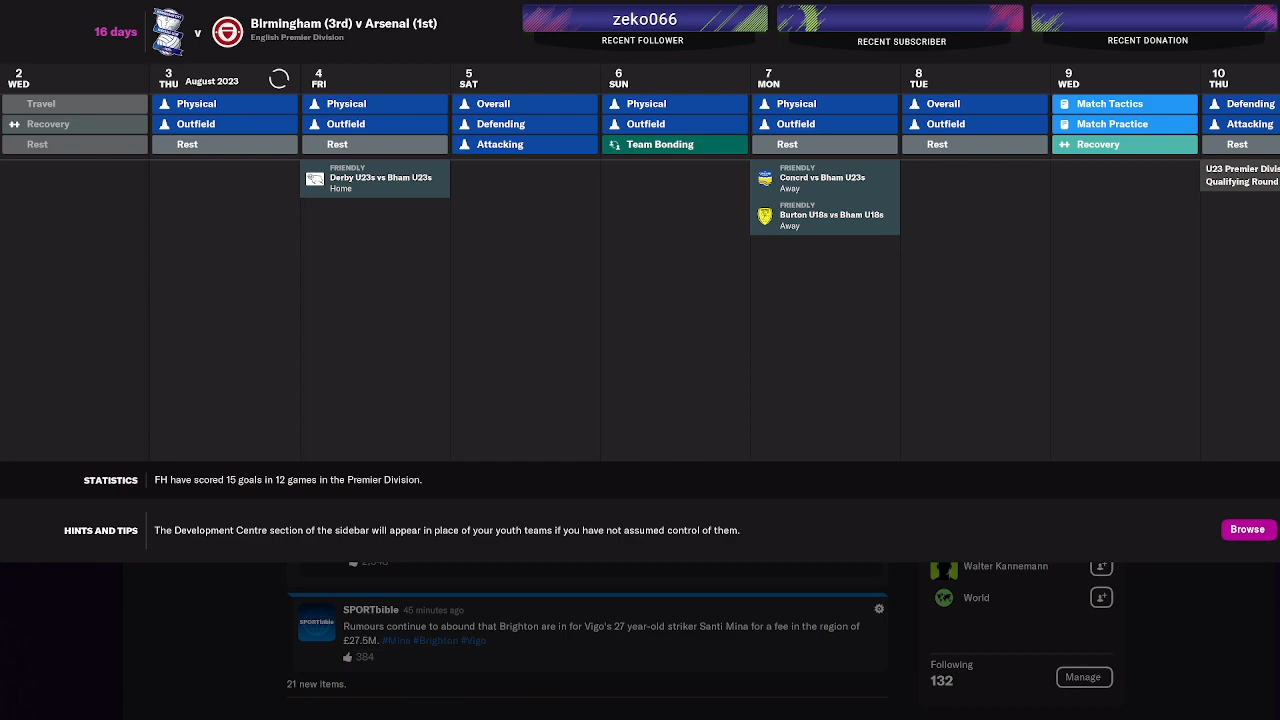 16 days
v
Birmingham (3rd) v Arsenal (1st)
English Premier Division
zeko066
RECENT FOLLOWER
RECENT SUBSCRIBER
RECENT DONATION
2
WED
3
THU August 2023
4
FRI
5
SAT
6
SUN
7
MON
8
TUE
9
WED
10
THU
Travel
Physical
Physical
Overall
Physical
Physical
Overall
Match Tactics
Defending
Recovery
Outfield
Outfield
Defending
Outfield
Outfield
Outfield
Match Practice
Attacking
Rest
Rest
Rest
Attacking
Team Bonding
Rest
Rest
Recovery
Rest
FRIENDLY
Derby U23s vs Bham U23s
Home
FRIENDLY
Concrd vs Bham U23s
Away
FRIENDLY
Burton U18s vs Bham U18s
Away
U23 Premier Divis
Qualifying Round
STATISTICS
FH have scored 15 goals in 12 games in the Premier Division.
HINTS AND TIPS
The Development Centre section of the sidebar will appear in place of your youth teams if you have not assumed control of them.
Browse
Walter Kannemann
World
SPORTbible
SPORTbible 45 minutes ago
Rumours continue to abound that Brighton are in for Vigo's 27 year-old striker Santi Mina for a fee in the region of
£27.5M. #Mina #Brighton #Vigo
384
21 new items.
Following
132
Manage